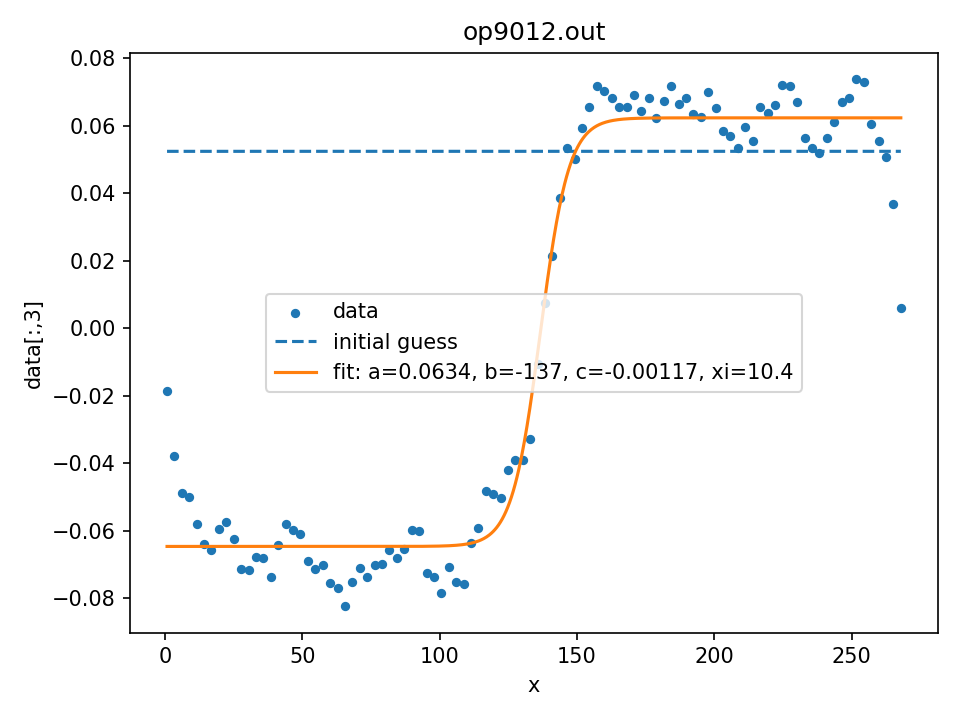 op9012.out
0.08
0.06
0.04
0.02
0.00
−0.02
−0.04
−0.06
−0.08
data[:,3]
data
initial guess
fit: a=0.0634, b=-137, c=-0.00117, xi=10.4
0 50 100 150 200 250
x